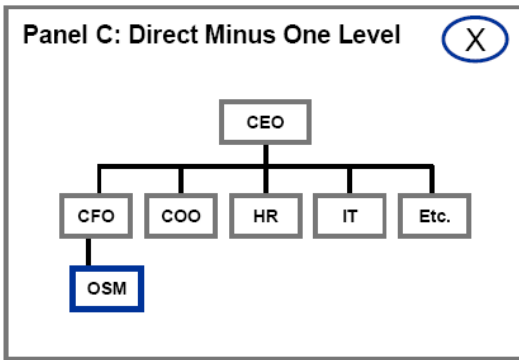 Panel C: Direct Minus One Level
X
CEO
CFO COO HR IT Etc.
OSM